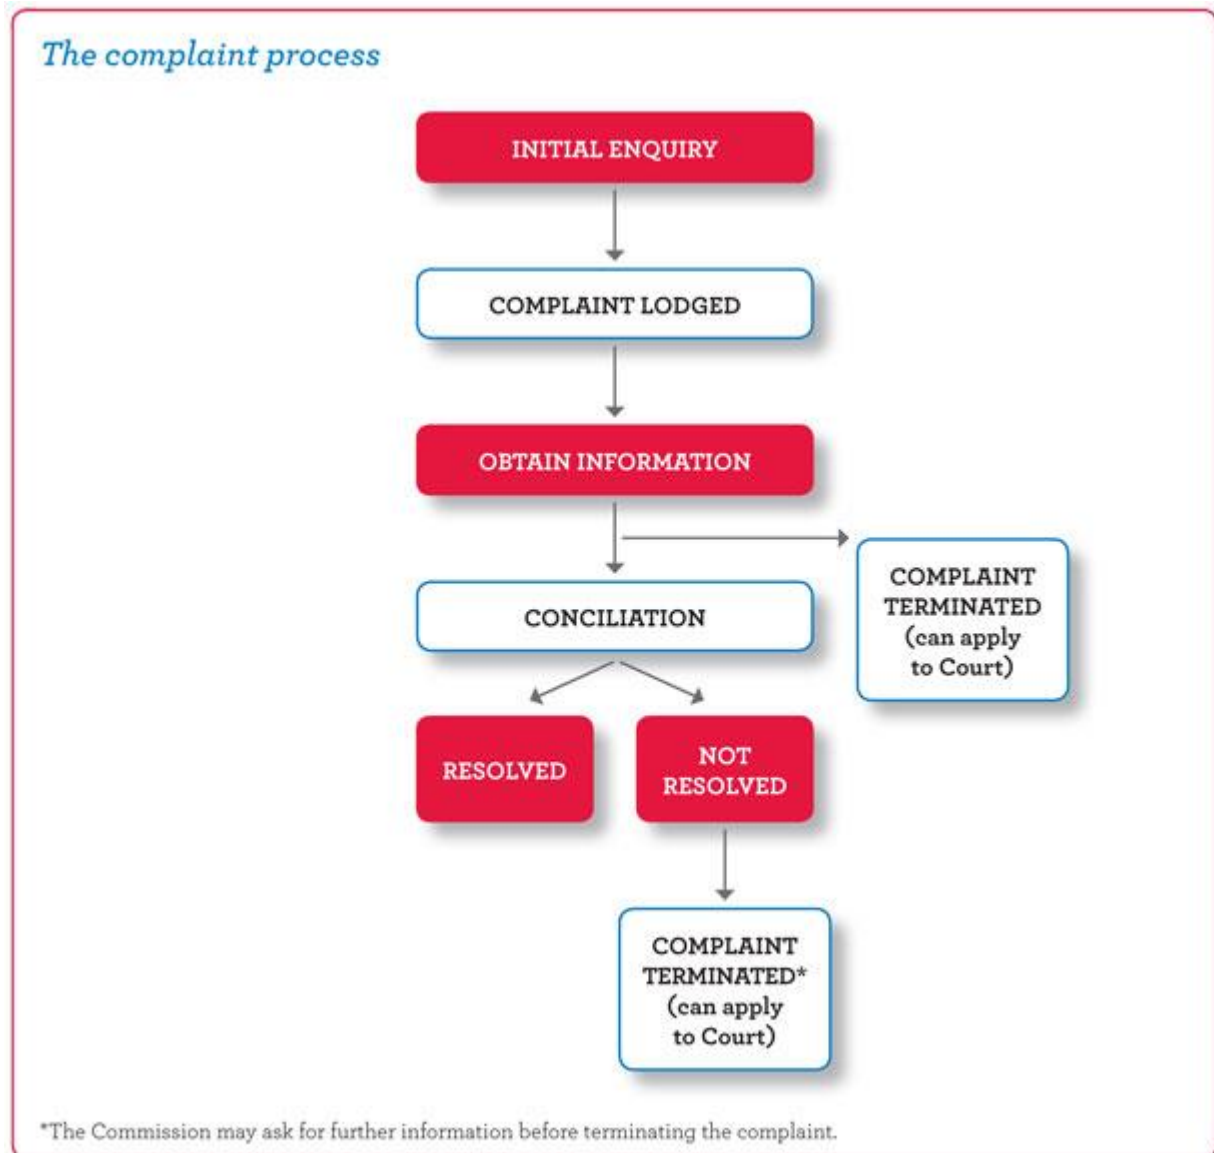 The complaint process
INITIAL ENQUIRY
COMPLAINT LODGED
OBTAIN INFORMATION
COMPLAINT
TERMINATED
(can apply
to Court)
CONCILIATION
RESOLVED
NOT
RESOLVED
COMPLAINT
TERMINATED*
(can apply
to Court)
*The Commission may ask for further information before terminating the complaint.